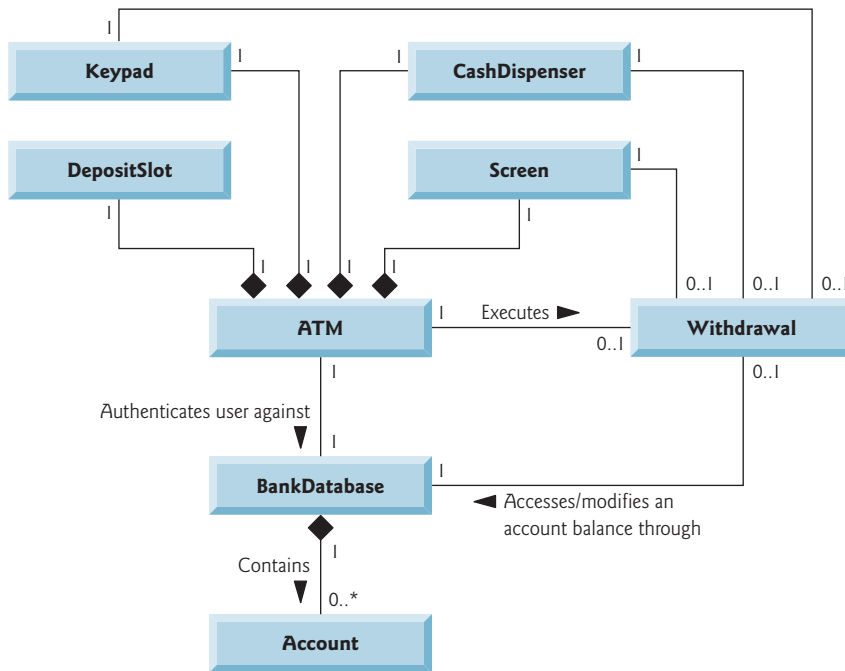 1
1 1 1 1
Keypad CashDispenser
DepositSlot Screen
1 1
1 1
1 1 1 1 0..1 0..1 0..1
ATM 1 Executes Withdrawal
0..1
1 0..1
Authenticates user against
1 1
BankDatabase
Accesses/modifies an
account balance through
1
Contains
0..*
Account